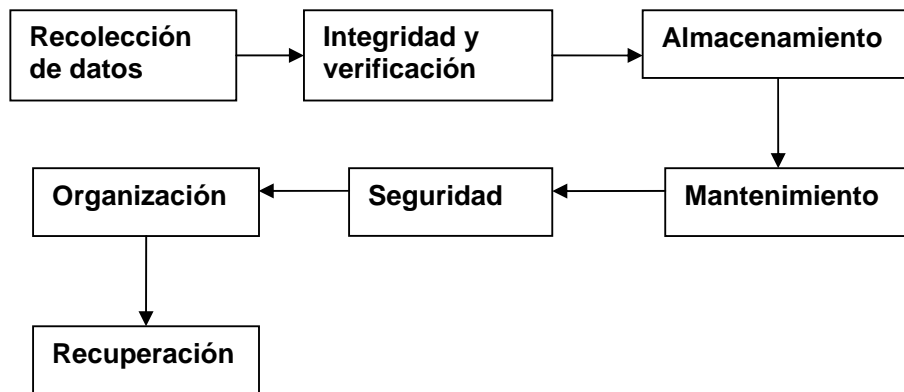 Recolección
de datos
Integridad y
verificación
Almacenamiento
Mantenimiento
Seguridad
Organización
Recuperación